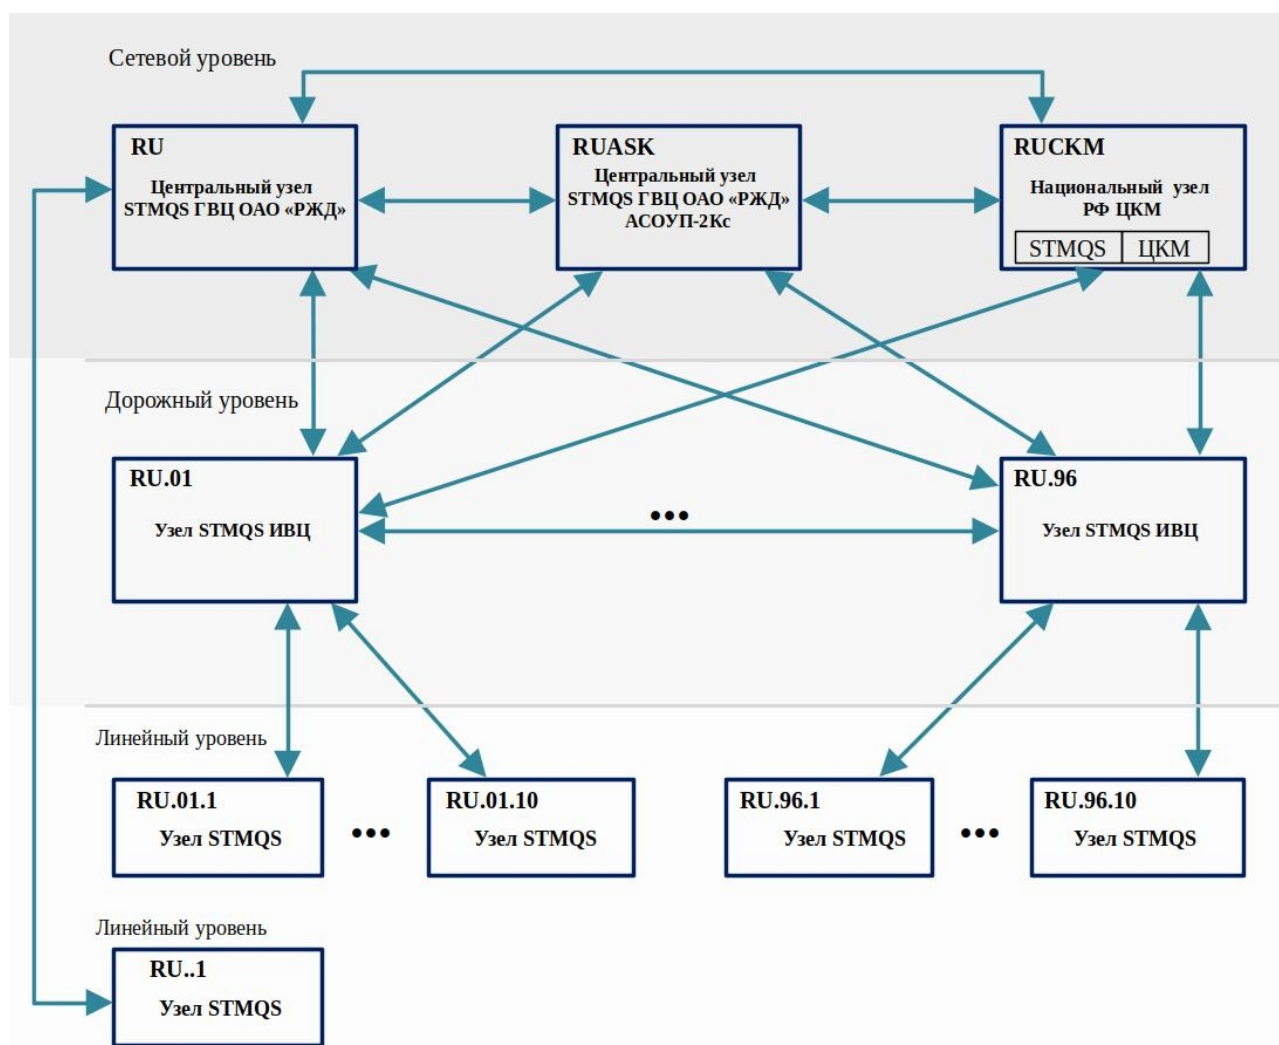 Сетевой уровень
RU
Центральный узел
STMQS ГВЦ ОАО «РЖД»
RUASK
Центральный узел
STMQS ГВЦ ОАО «РЖД»
АСОУП-2Кс
RUCKM
Национальный узел
РФ ЦКМ
STMQS ЦКМ
Дорожный уровень
RU.01
Узел STMQS ИВЦ
•••
RU.96
Узел STMQS ИВЦ
Линейный уровень
RU.01.1
Узел STMQS
•••
RU.01.10
Узел STMQS
RU.96.1
Узел STMQS
•••
RU.96.10
Узел STMQS
Линейный уровень
RU..1
Узел STMQS